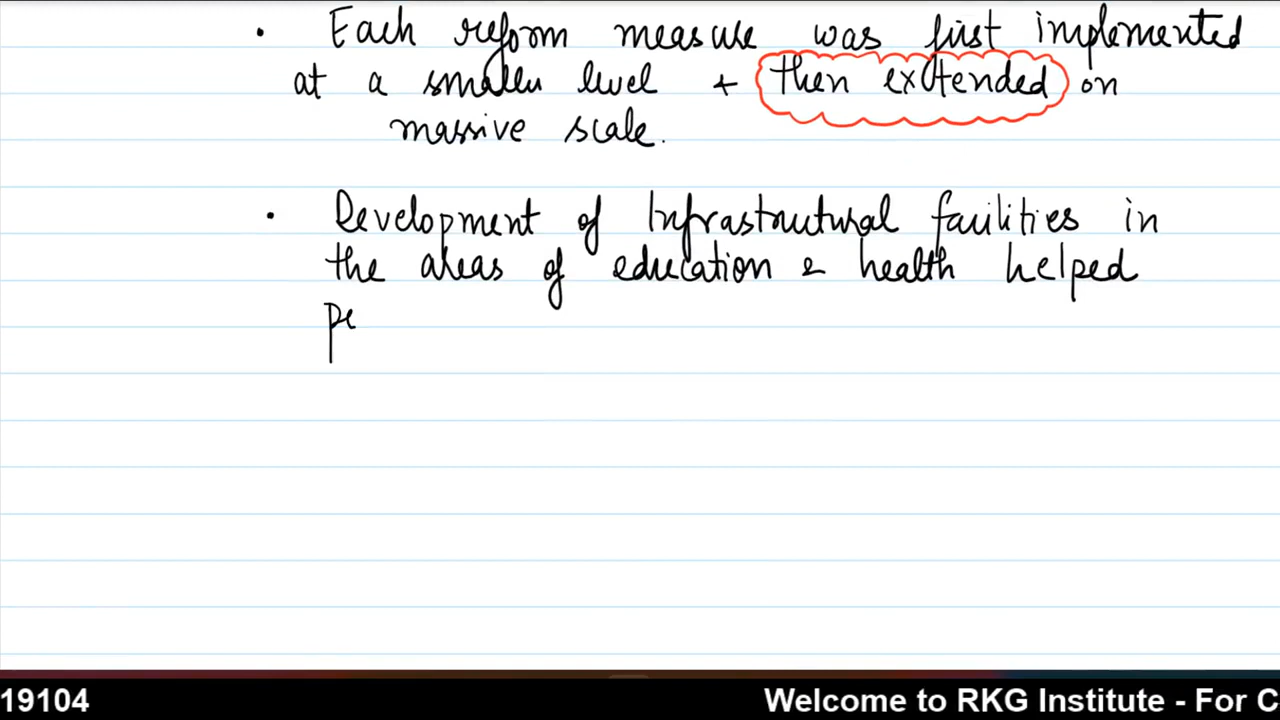 • Each reform measure was first implemented
at a smaller level + then extended on
massive scale.
• Development of Infrastructural facilities in
the areas of education & health helped
pe
19104
Welcome to RKG Institute - For C